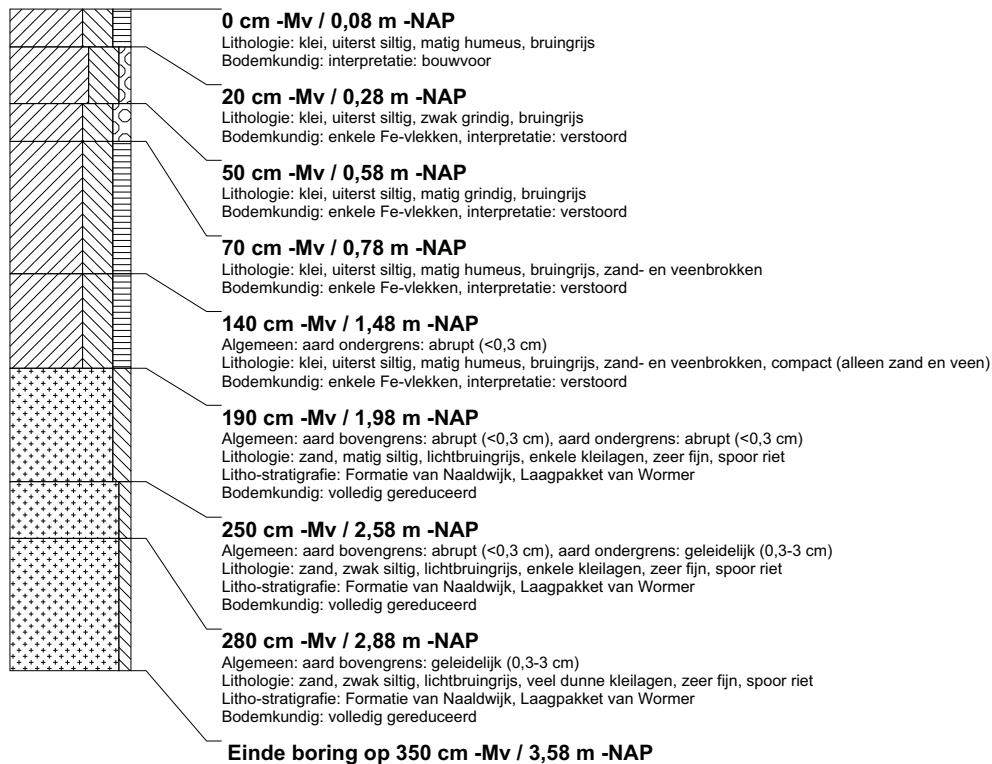 0 cm -Mv / 0,08 m -NAP
Lithologie: klei, uiterst siltig, matig humeus, bruingrijs
Bodemkundig: interpretatie: bouwvoor
20 cm -Mv / 0,28 m -NAP
Lithologie: klei, uiterst siltig, zwak grindig, bruingrijs
Bodemkundig: enkele Fe-vlekken, interpretatie: verstoord
50 cm -Mv / 0,58 m -NAP
Lithologie: klei, uiterst siltig, matig grindig, bruingrijs
Bodemkundig: enkele Fe-vlekken, interpretatie: verstoord
70 cm -Mv / 0,78 m -NAP
Lithologie: klei, uiterst siltig, matig humeus, bruingrijs, zand- en veenbrokken
Bodemkundig: enkele Fe-vlekken, interpretatie: verstoord
140 cm -Mv / 1,48 m -NAP
Algemeen: aard ondergrens: abrupt (<0,3 cm)
Lithologie: klei, uiterst siltig, matig humeus, bruingrijs, zand- en veenbrokken, compact (alleen zand en veen)
Bodemkundig: enkele Fe-vlekken, interpretatie: verstoord
190 cm -Mv / 1,98 m -NAP
Algemeen: aard bovengrens: abrupt (<0,3 cm), aard ondergrens: abrupt (<0,3 cm)
Lithologie: zand, matig siltig, lichtbruingrijs, enkele kleilagen, zeer fijn, spoor riet
Litho-stratigrafie: Formatie van Naaldwijk, Laagpakket van Wormer
Bodemkundig: volledig gereduceerd
250 cm -Mv / 2,58 m -NAP
Algemeen: aard bovengrens: abrupt (<0,3 cm), aard ondergrens: geleidelijk (0,3-3 cm)
Lithologie: zand, zwak siltig, lichtbruingrijs, enkele kleilagen, zeer fijn, spoor riet
Litho-stratigrafie: Formatie van Naaldwijk, Laagpakket van Wormer
Bodemkundig: volledig gereduceerd
280 cm -Mv / 2,88 m -NAP
Algemeen: aard bovengrens: geleidelijk (0,3-3 cm)
Lithologie: zand, zwak siltig, lichtbruingrijs, veel dunne kleilagen, zeer fijn, spoor riet
Litho-stratigrafie: Formatie van Naaldwijk, Laagpakket van Wormer
Bodemkundig: volledig gereduceerd
Einde boring op 350 cm -Mv / 3,58 m -NAP